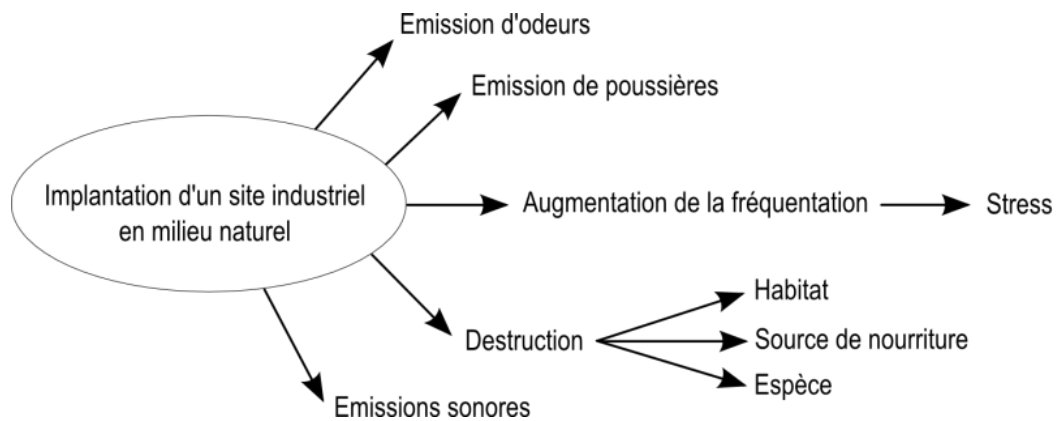 Emission d'odeurs
Emission de poussières
Implantation d'un site industriel
en milieu naturel
Augmentation de la fréquentation
Stress
Destruction
Habitat
Source de nourriture
Espèce
Emissions sonores